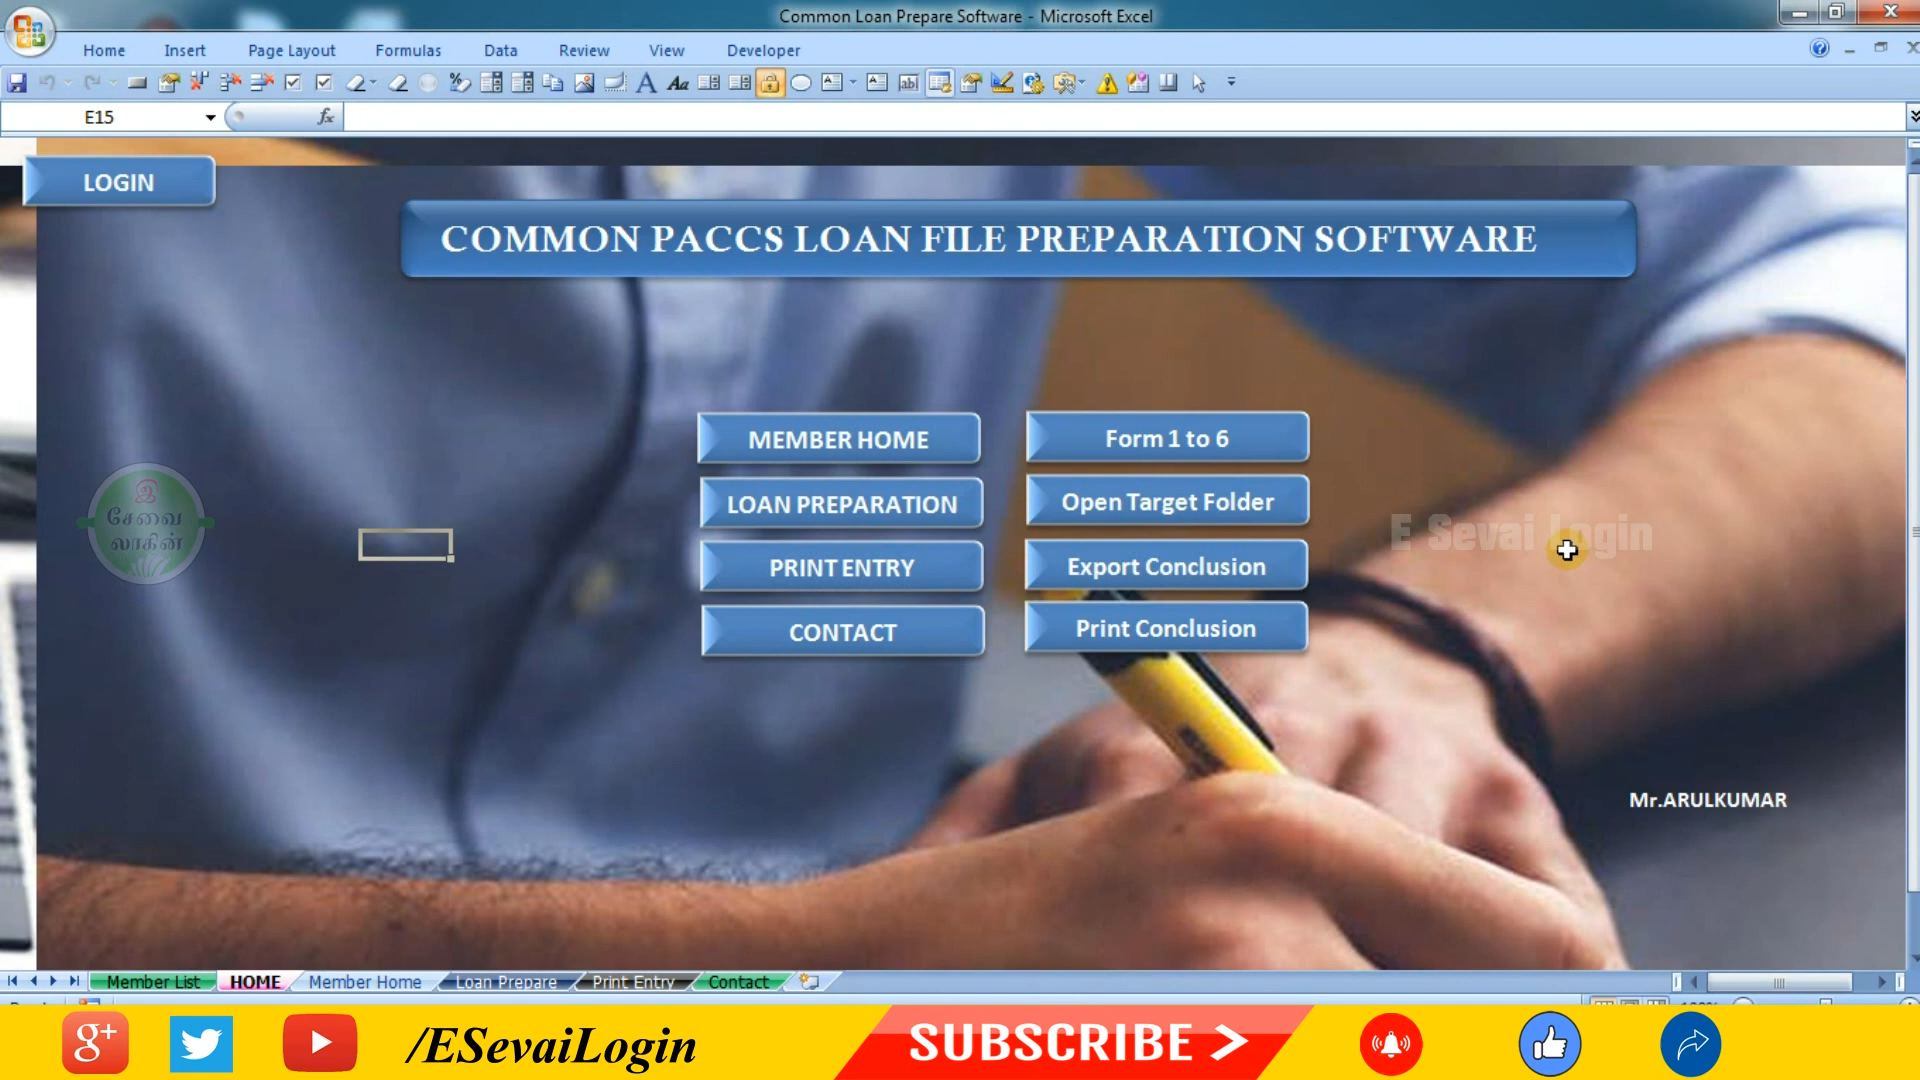 Common Loan Prepare Software - Microsoft Excel
Home Insert Page Layout Formulas Data Review View Developer
E15 fx
LOGIN
COMMON PACCS LOAN FILE PREPARATION SOFTWARE
MEMBER HOME Form 1 to 6
LOAN PREPARATION Open Target Folder
PRINT ENTRY Export Conclusion
CONTACT Print Conclusion
இ
சேவை
லாகின்
E Sevai Login
Mr.ARULKUMAR
Member List HOME Member Home Loan Prepare Print Entry Contact
g+ /ESevaiLogin SUBSCRIBE >